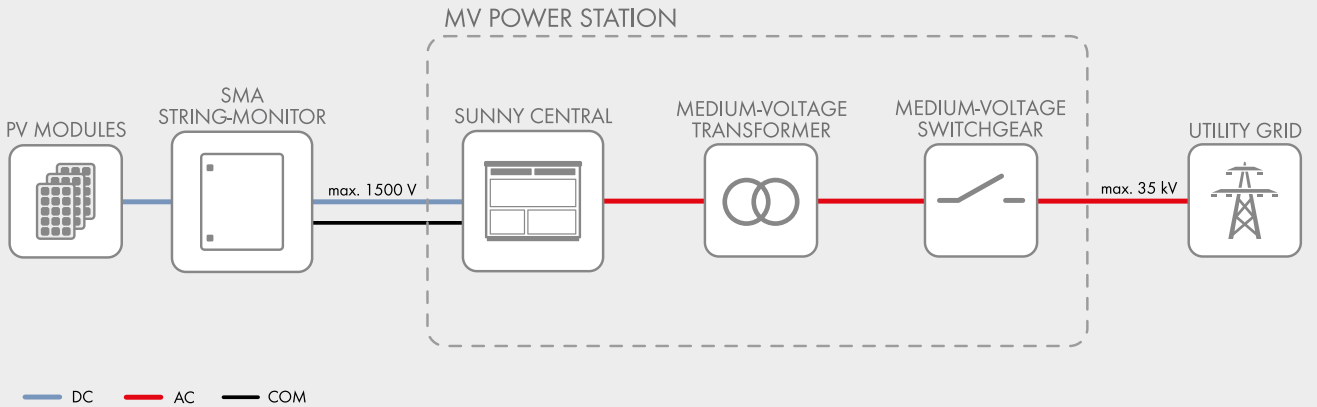 MV POWER STATION
PV MODULES
SMA
STRING-MONITOR
SUNNY CENTRAL
MEDIUM-VOLTAGE
TRANSFORMER
MEDIUM-VOLTAGE
SWITCHGEAR
UTILITY GRID
max. 1500 V
max. 35 kV
DC
AC
COM